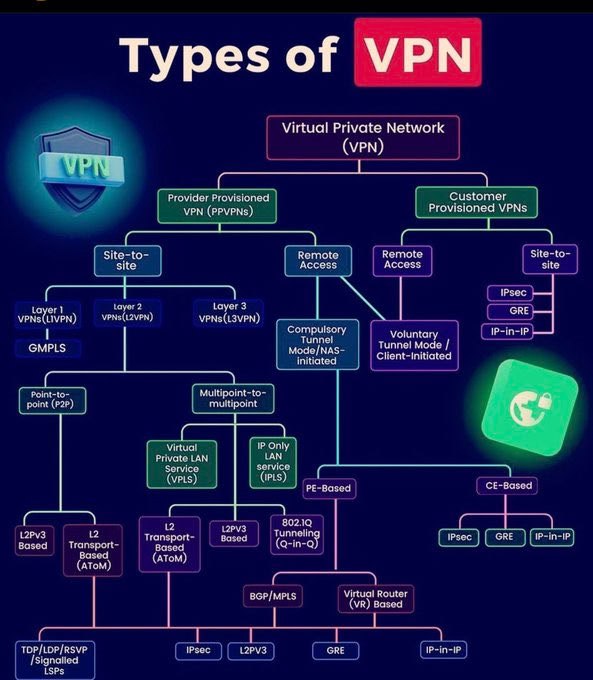 Types of VPN
VPN
Virtual Private Network
(VPN)
Provider Provisioned
VPN (PPVPNs)
Customer
Provisioned VPNs
Site-to-
site
Remote
Access
Remote
Access
Site-to-
site
Layer 1
VPNs(L1VPN)
Layer 2
VPNs(L2VPN)
Layer 3
VPNs(L3VPN)
IPsec
GRE
IP-in-IP
GMPLS
Compulsory
Tunnel
Mode/NAS-
initiated
Voluntary
Tunnel Mode /
Client-Initiated
Point-to-
point (P2P)
Multipoint-to-
multipoint
Virtual
Private LAN
Service
(VPLS)
IP Only
LAN
service
(IPLS)
PE-Based
CE-Based
L2Pv3
Based
L2
Transport-
Based
(AToM)
L2
Transport-
Based
(AToM)
L2Pv3
Based
802.1Q
Tunneling
(Q-in-Q)
IPsec
GRE
IP-in-IP
BGP/MPLS
Virtual Router
(VR) Based
TDP/LDP/RSVP
/Signalled
LSPs
IPsec
L2PV3
GRE
IP-in-IP